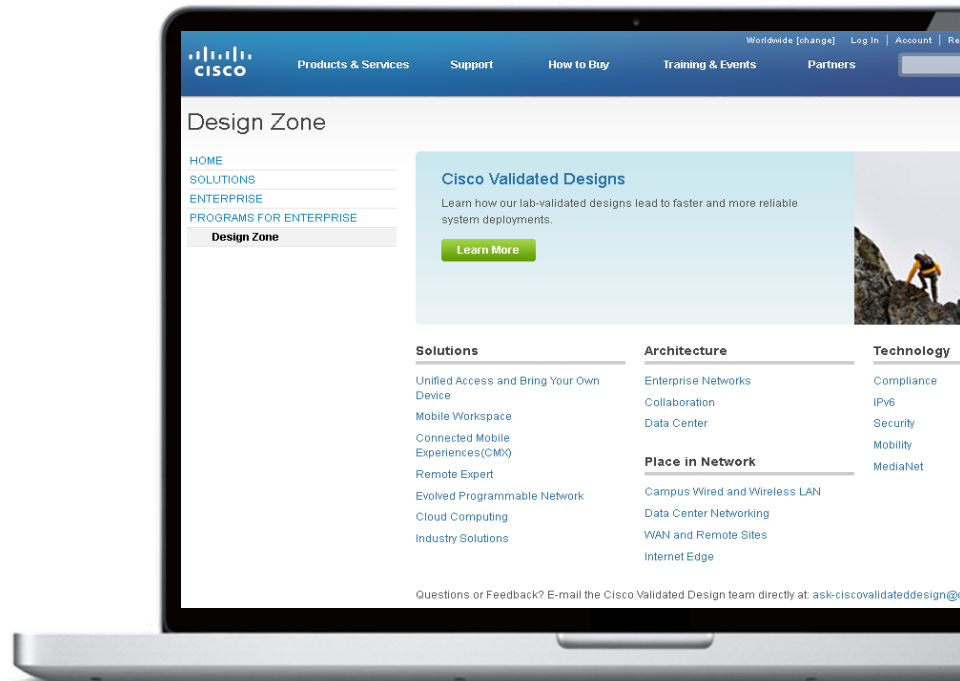 Worldwide [change] Log In Account
CISCO
Products & Services Support How to Buy Training & Events Partners
Design Zone
HOME
SOLUTIONS
ENTERPRISE
PROGRAMS FOR ENTERPRISE
Design Zone
Cisco Validated Designs
Learn how our lab-validated designs lead to faster and more reliable
system deployments.
Learn More
Solutions
Unified Access and Bring Your Own
Device
Mobile Workspace
Connected Mobile
Experiences(CMX)
Remote Expert
Evolved Programmable Network
Cloud Computing
Industry Solutions
Architecture
Enterprise Networks
Collaboration
Data Center
Place in Network
Campus Wired and Wireless LAN
Data Center Networking
WAN and Remote Sites
Internet Edge
Technology
Compliance
IPv6
Security
Mobility
MediaNet
Questions or Feedback? E-mail the Cisco Validated Design team directly at: ask-ciscovalidateddesign@